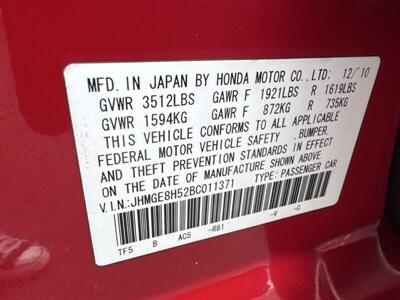 MFD. IN JAPAN BY HONDA MOTOR CO., LTD: 12/'10
GVWR 3512LBS GAWR F 1921LBS R 1619LBS
GVWR 1594KG GAWR F 872KG R 735KG
THIS VEHICLE CONFORMS TO ALL APPLICABLE
FEDERAL MOTOR VEHICLE SAFETY, BUMPER,
AND THEFT PREVENTION STANDARDS IN EFFECT
ON THE DATE OF MANUFACTURE SHOWN ABOVE.
V.I.N:JHMGE8H52BC011371 TYPE:PASSENGER CAR
TF5 B AC5 -R81 -V -C